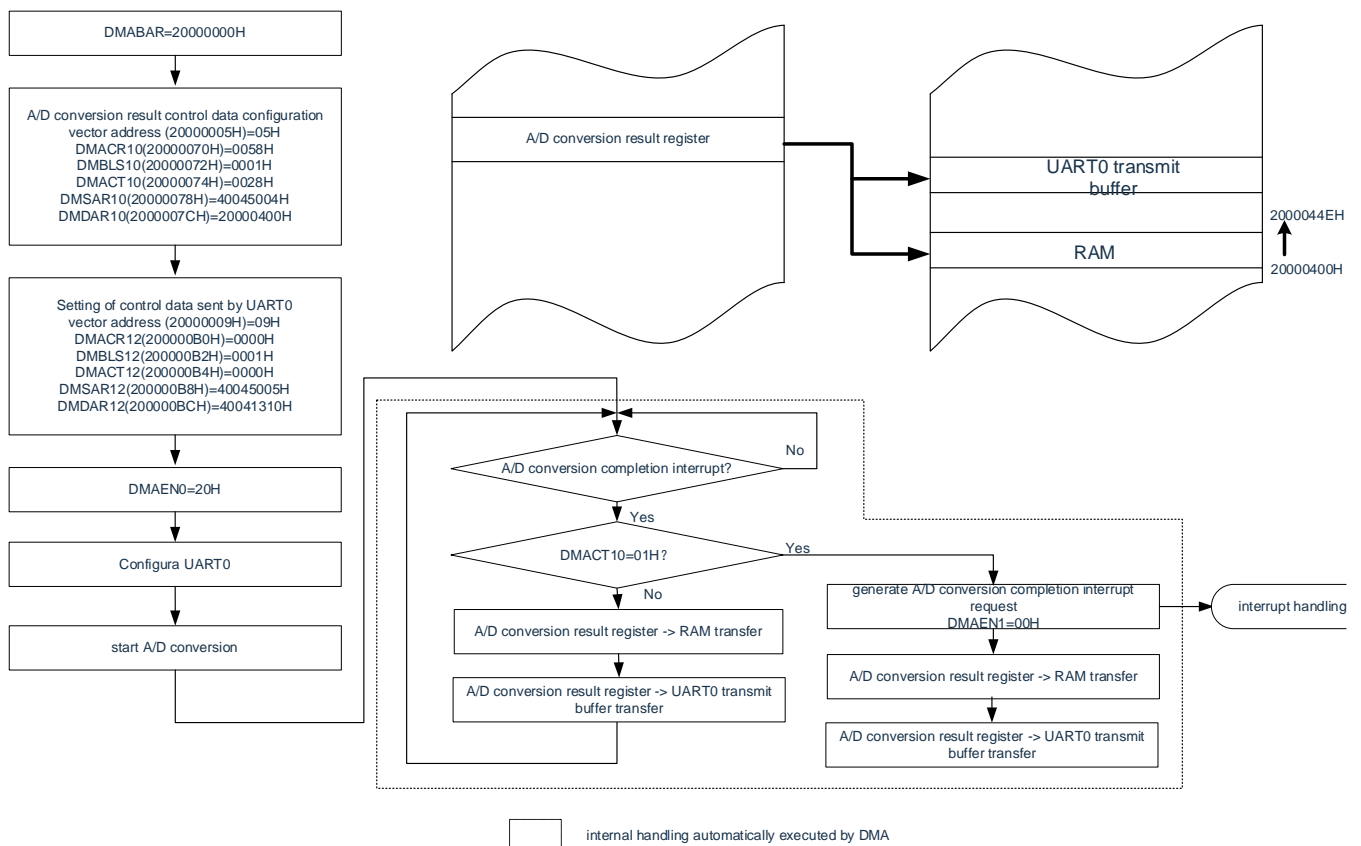 DMABAR=20000000H
A/D conversion result control data configuration
vector address (20000005H)=05H
DMACR10(20000070H)=0058H
DMBLS10(20000072H)=0001H
DMACT10(20000074H)=0028H
DMSAR10(20000078H)=40045004H
DMDAR10(2000007CH)=20000400H
Setting of control data sent by UART0
vector address (20000009H)=09H
DMACR12(200000B0H)=0000H
DMBLS12(200000B2H)=0001H
DMACT12(200000B4H)=0000H
DMSAR12(200000B8H)=40045005H
DMDAR12(200000BCH)=40041310H
DMAEN0=20H
Configura UART0
start A/D conversion
A/D conversion result register
UART0 transmit
buffer
RAM
2000044EH
20000400H
A/D conversion completion interrupt?
No
Yes
DMACT10=01H?
Yes
No
A/D conversion result register -> RAM transfer
A/D conversion result register -> UART0 transmit
buffer transfer
generate A/D conversion completion interrupt
request
DMAEN1=00H
interrupt handling
A/D conversion result register -> RAM transfer
A/D conversion result register -> UART0 transmit
buffer transfer
internal handling automatically executed by DMA